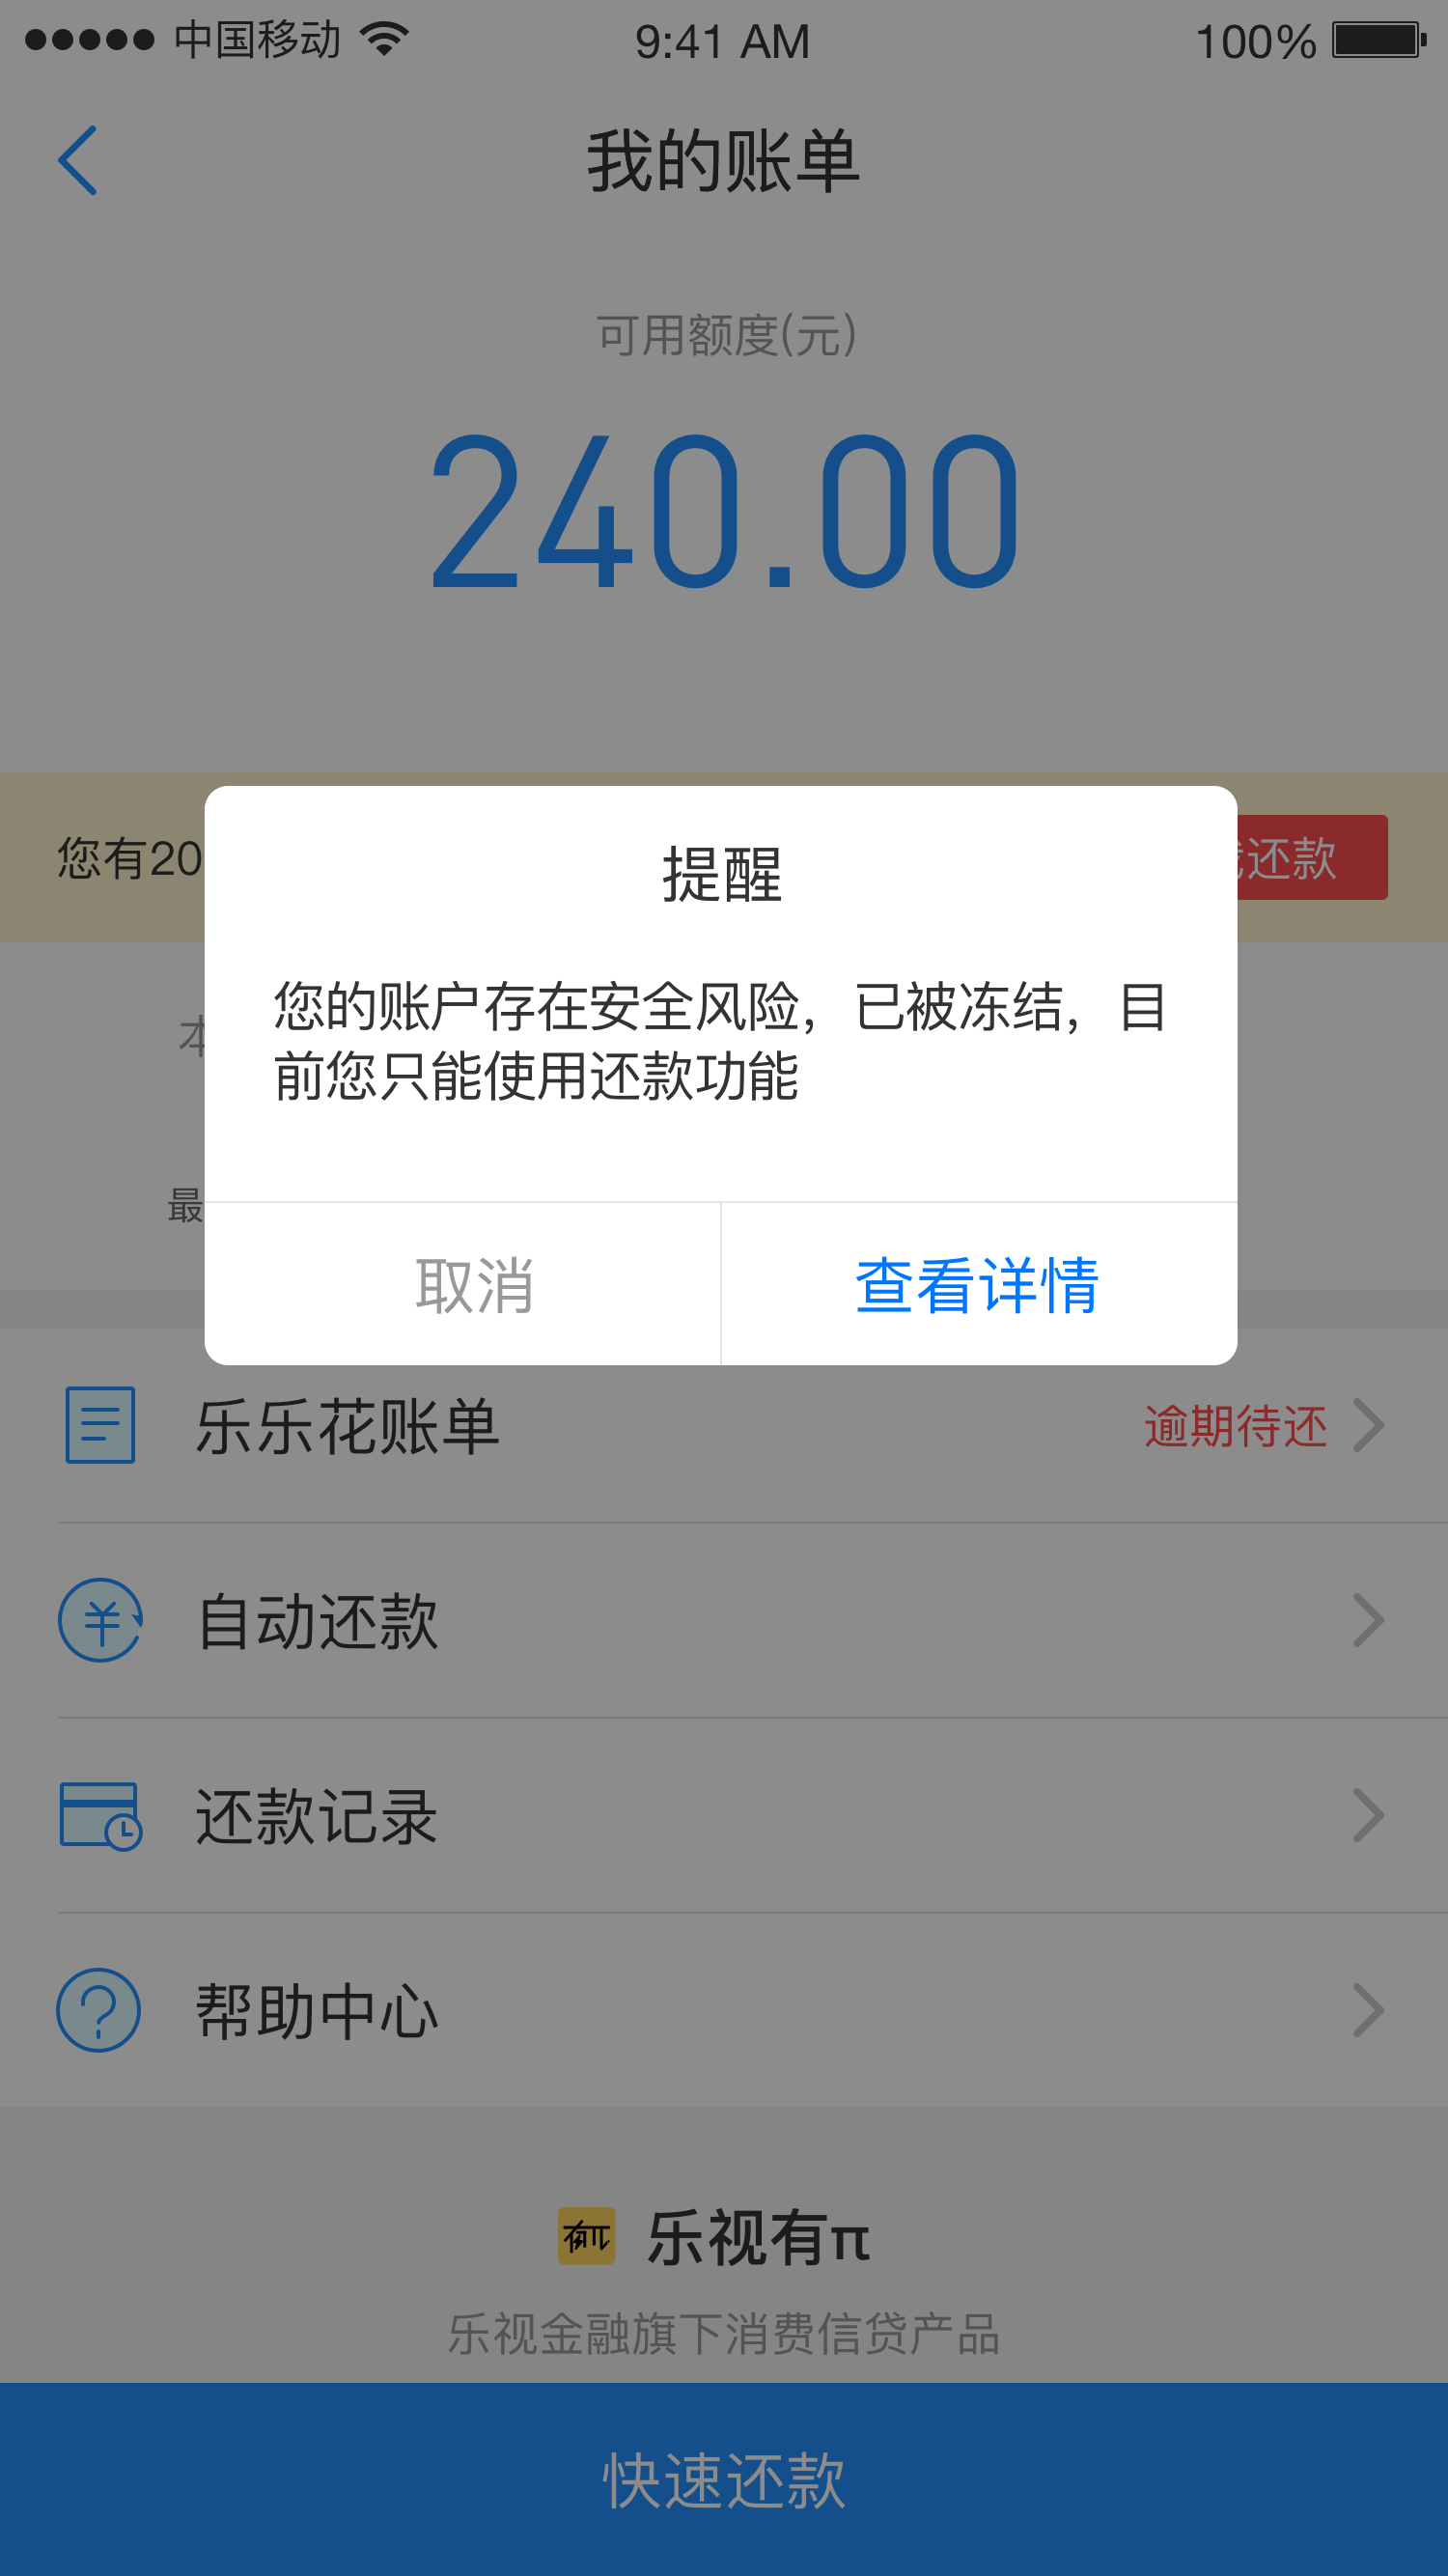 中国移动 9:41 AM 100%
我的账单
可用额度(元)
240.00
您有20 还款
提醒
您的账户存在安全风险，已被冻结，目
前您只能使用还款功能
本
最
取消 查看详情
乐乐花账单 逾期待还
自动还款
还款记录
帮助中心
有π 乐视有π
乐视金融旗下消费信贷产品
快速还款